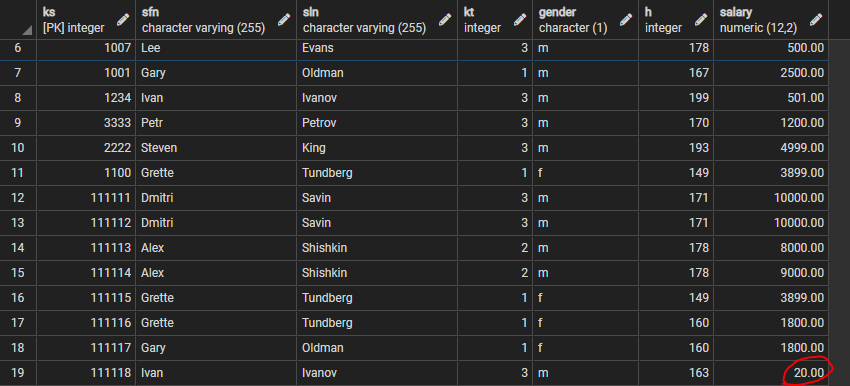 ks sfn sln kt gender h salary
[PK] integer character varying (255) character varying (255) integer character (1) integer numeric (12,2)
6 1007 Lee Evans 3 m 178 500.00
7 1001 Gary Oldman 1 m 167 2500.00
8 1234 Ivan Ivanov 3 m 199 501.00
9 3333 Petr Petrov 3 m 170 1200.00
10 2222 Steven King 3 m 193 4999.00
11 1100 Grette Tundberg 1 f 149 3899.00
12 111111 Dmitri Savin 3 m 171 10000.00
13 111112 Dmitri Savin 3 m 171 10000.00
14 111113 Alex Shishkin 2 m 178 8000.00
15 111114 Alex Shishkin 2 m 178 9000.00
16 111115 Grette Tundberg 1 f 149 3899.00
17 111116 Grette Tundberg 1 f 160 1800.00
18 111117 Gary Oldman 1 f 160 1800.00
19 111118 Ivan Ivanov 3 m 163 20.00